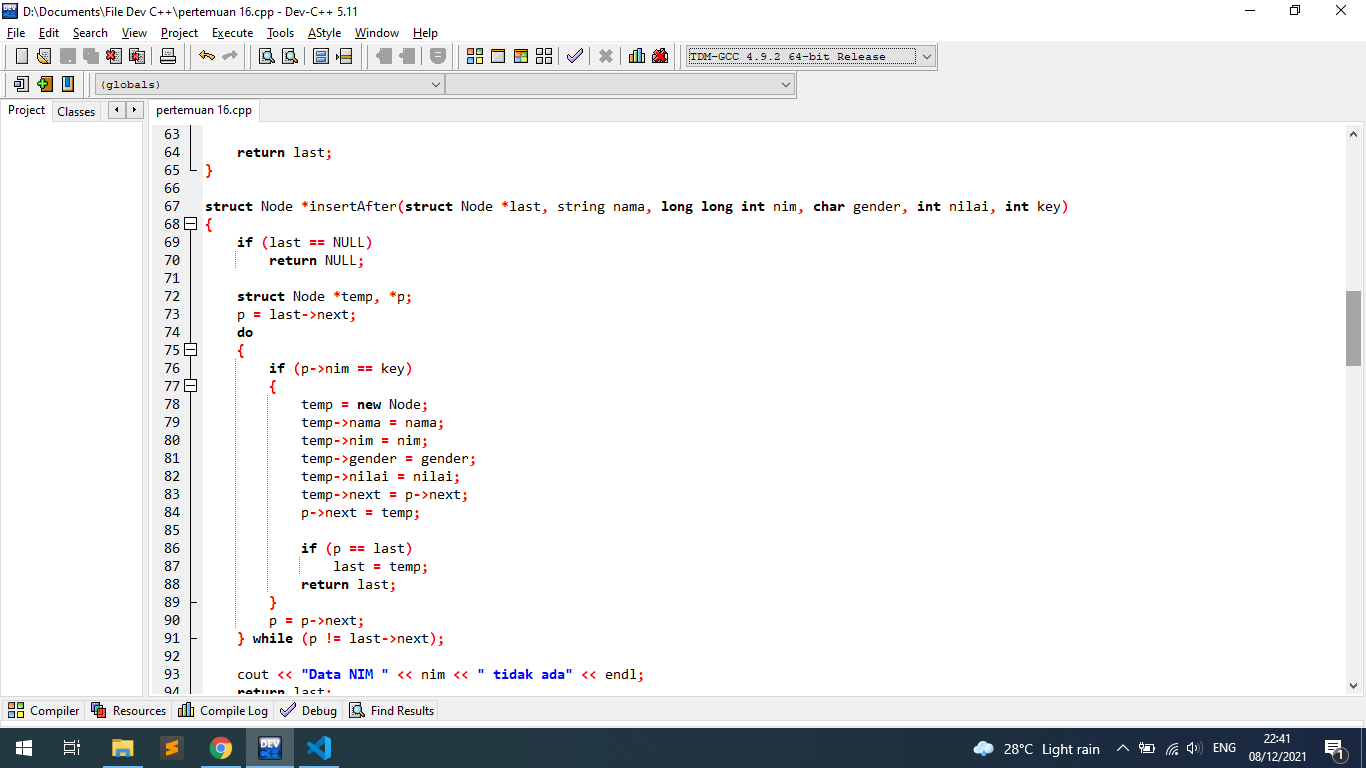 D:\Documents\File Dev C++\pertemuan 16.cpp - Dev-C++ 5.11
File Edit Search View Project Execute Tools AStyle Window Help
TDM-GCC 4.9.2 64-bit Release
(globals)
Project Classes pertemuan 16.cpp
63
64 return last;
65 }
66
67 struct Node *insertAfter(struct Node *last, string nama, long long int nim, char gender, int nilai, int key)
68 {
69 if (last == NULL)
70 return NULL;
71
72 struct Node *temp, *p;
73 p = last->next;
74 do
75 {
76 if (p->nim == key)
77 {
78 temp = new Node;
79 temp->nama = nama;
80 temp->nim = nim;
81 temp->gender = gender;
82 temp->nilai = nilai;
83 temp->next = p->next;
84 p->next = temp;
85
86 if (p == last)
87 last = temp;
88 return last;
89 }
90 p = p->next;
91 } while (p != last->next);
92
93 cout << "Data NIM " << nim << " tidak ada" << endl;
94 return last;
Compiler Resources Compile Log Debug Find Results
DEV
28°C Light rain ENG 22:41
08/12/2021
1